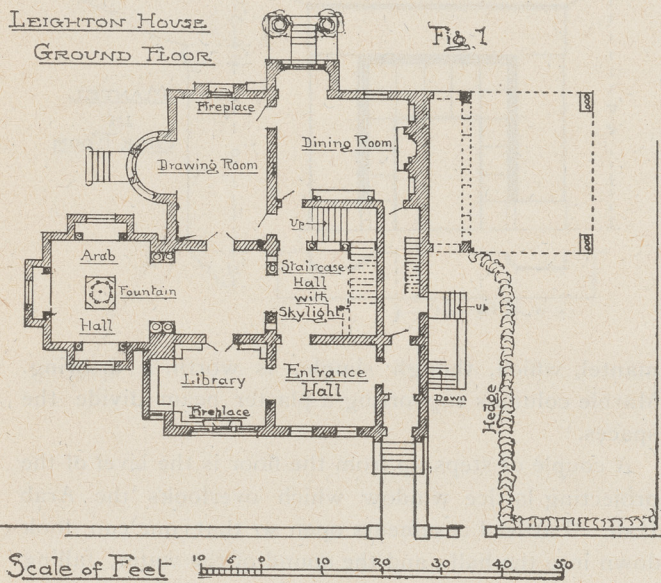 Leighton House
Ground Floor
Fig. 1
Fireplace
Dining Room
Drawing Room
Up
Arab
Hall
Fountain
Staircase
Hall
with
Skylight
Up
Library
Fireplace
Entrance
Hall
Down
Hedge
Scale of Feet
10 5 0 10 20 30 40 50